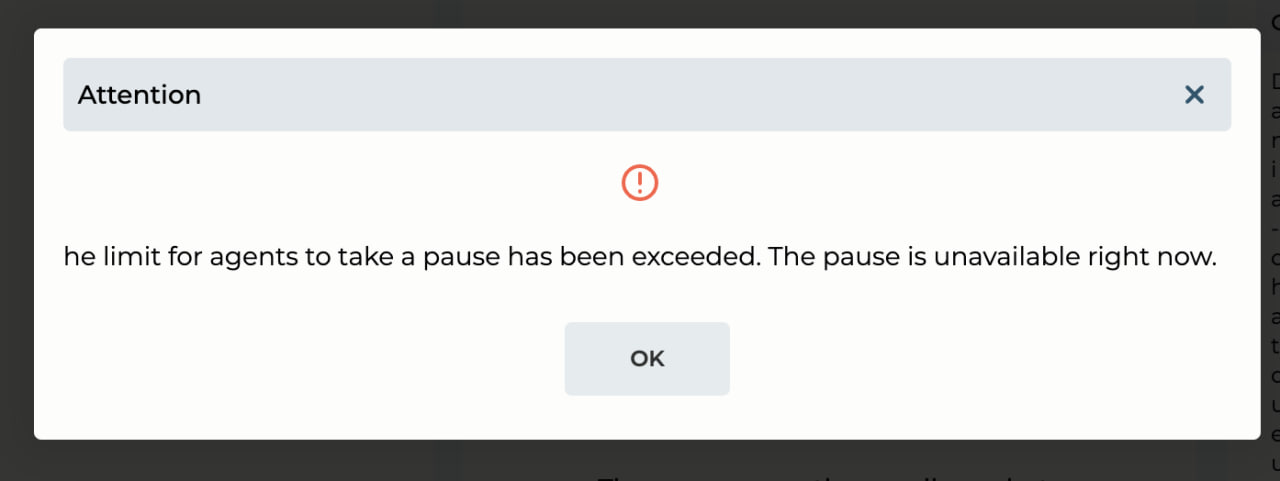 Attention
he limit for agents to take a pause has been exceeded. The pause is unavailable right now.
OK